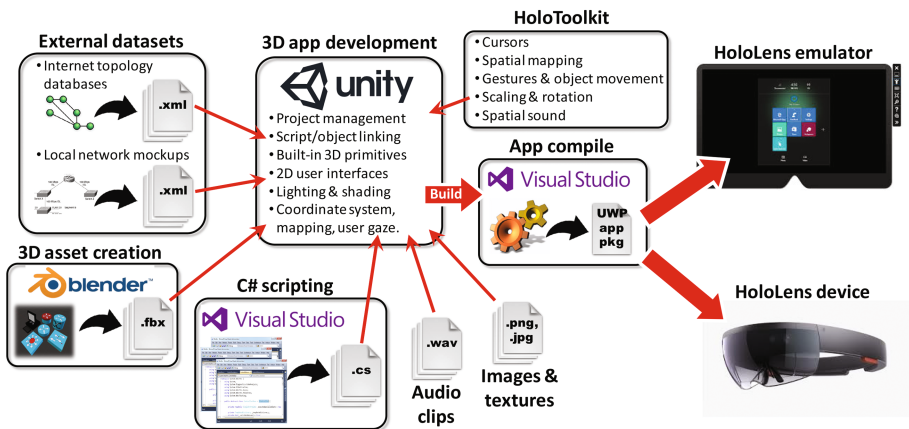 External datasets
• Internet topology
databases
.xml
• Local network mockups
.xml
3D asset creation
blender™
.fbx
3D app development
unity
• Project management
• Script/object linking
• Built-in 3D primitives
• 2D user interfaces
• Lighting & shading
• Coordinate system,
mapping, user gaze.
C# scripting
Visual Studio
.cs
.wav
Audio
clips
.png,
.jpg
Images &
textures
HoloToolkit
• Cursors
• Spatial mapping
• Gestures & object movement
• Scaling & rotation
• Spatial sound
Build
App compile
Visual Studio
UWP
app
pkg
HoloLens emulator
HoloLens device